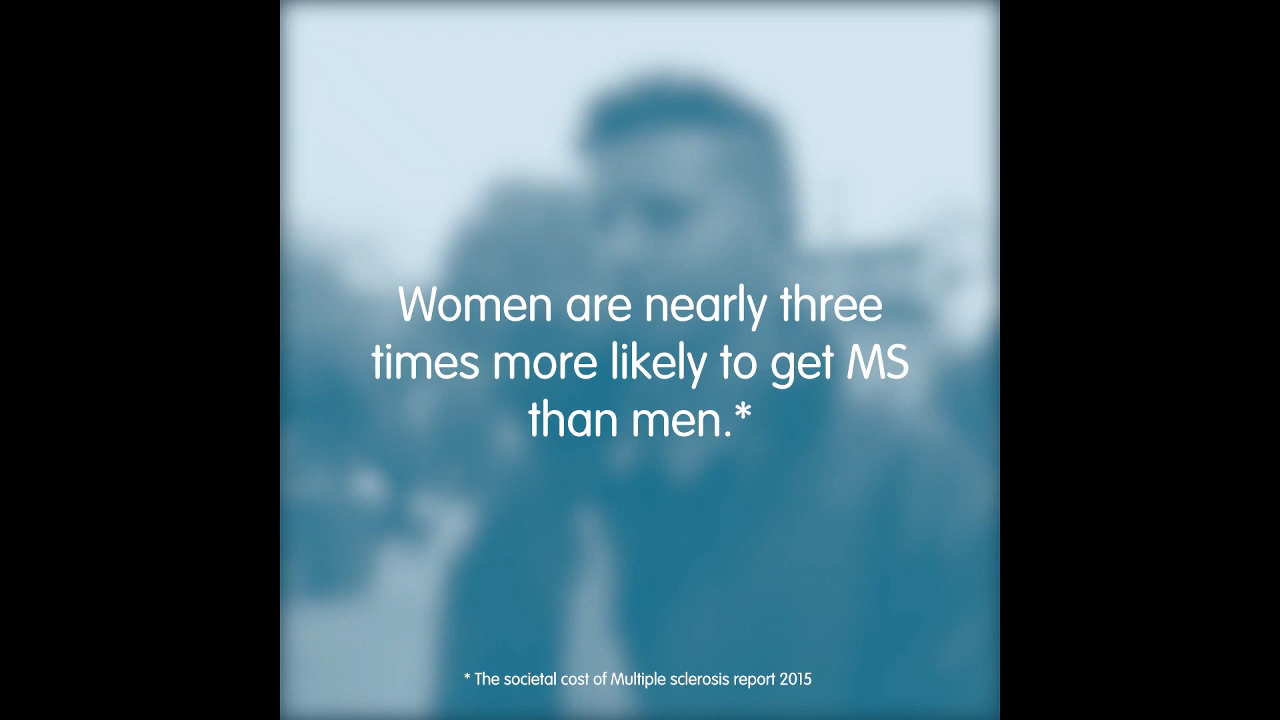 Women are nearly three
times more likely to get MS
than men.*
* The societal cost of Multiple sclerosis report 2015